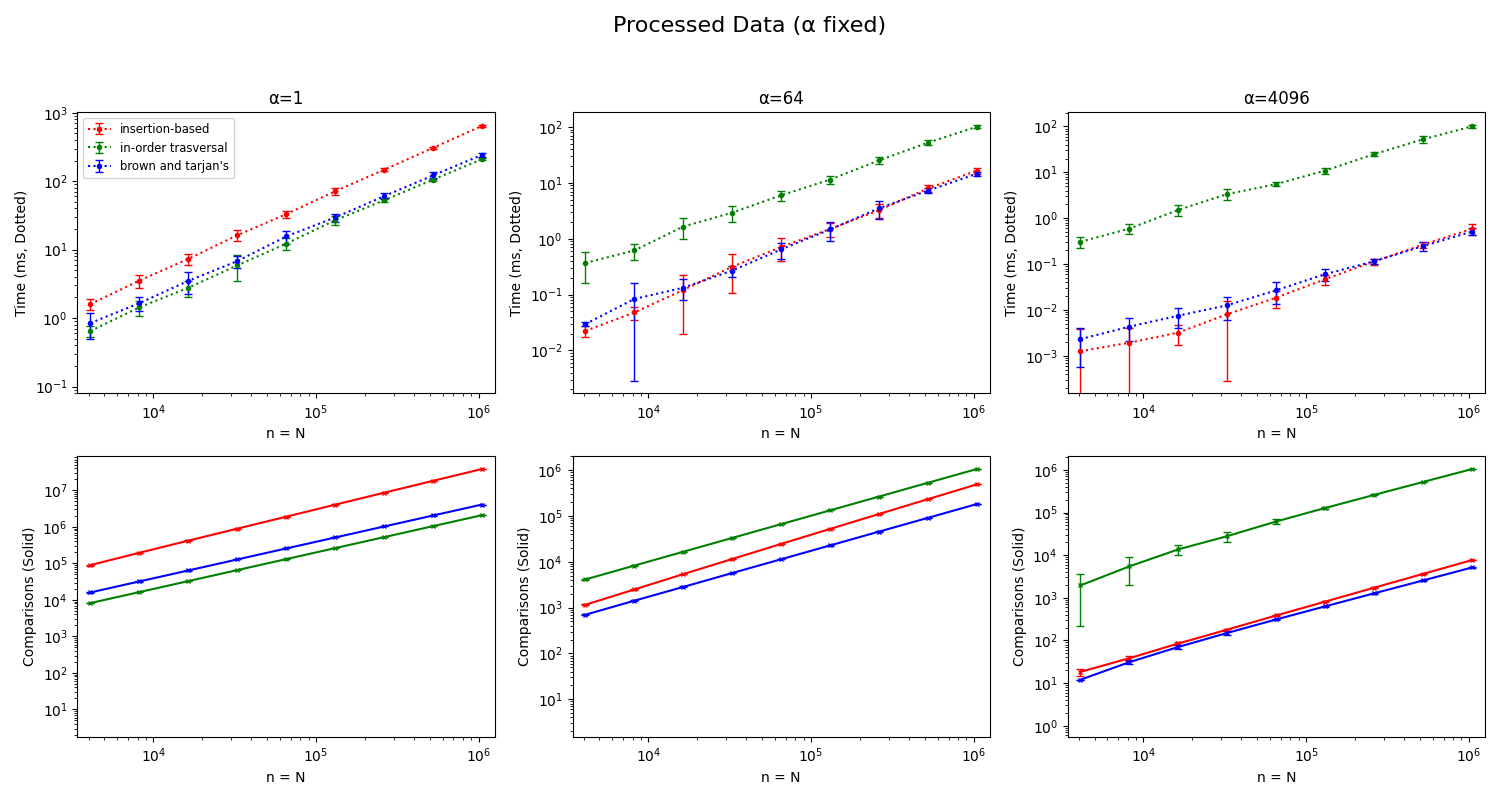 Processed Data (α fixed)
α=1
10³
10²
10¹
10⁰
10⁻¹
Time (ms, Dotted)
insertion-based
in-order trasversal
brown and tarjan's
10⁴ 10⁵ 10⁶
n = N
α=64
10²
10¹
10⁰
10⁻¹
10⁻²
Time (ms, Dotted)
10⁴ 10⁵ 10⁶
n = N
α=4096
10²
10¹
10⁰
10⁻¹
10⁻²
10⁻³
Time (ms, Dotted)
10⁴ 10⁵ 10⁶
n = N
10⁷
10⁶
10⁵
10⁴
10³
10²
10¹
Comparisons (Solid)
10⁴ 10⁵ 10⁶
n = N
10⁶
10⁵
10⁴
10³
10²
10¹
Comparisons (Solid)
10⁴ 10⁵ 10⁶
n = N
10⁶
10⁵
10⁴
10³
10²
10¹
10⁰
Comparisons (Solid)
10⁴ 10⁵ 10⁶
n = N